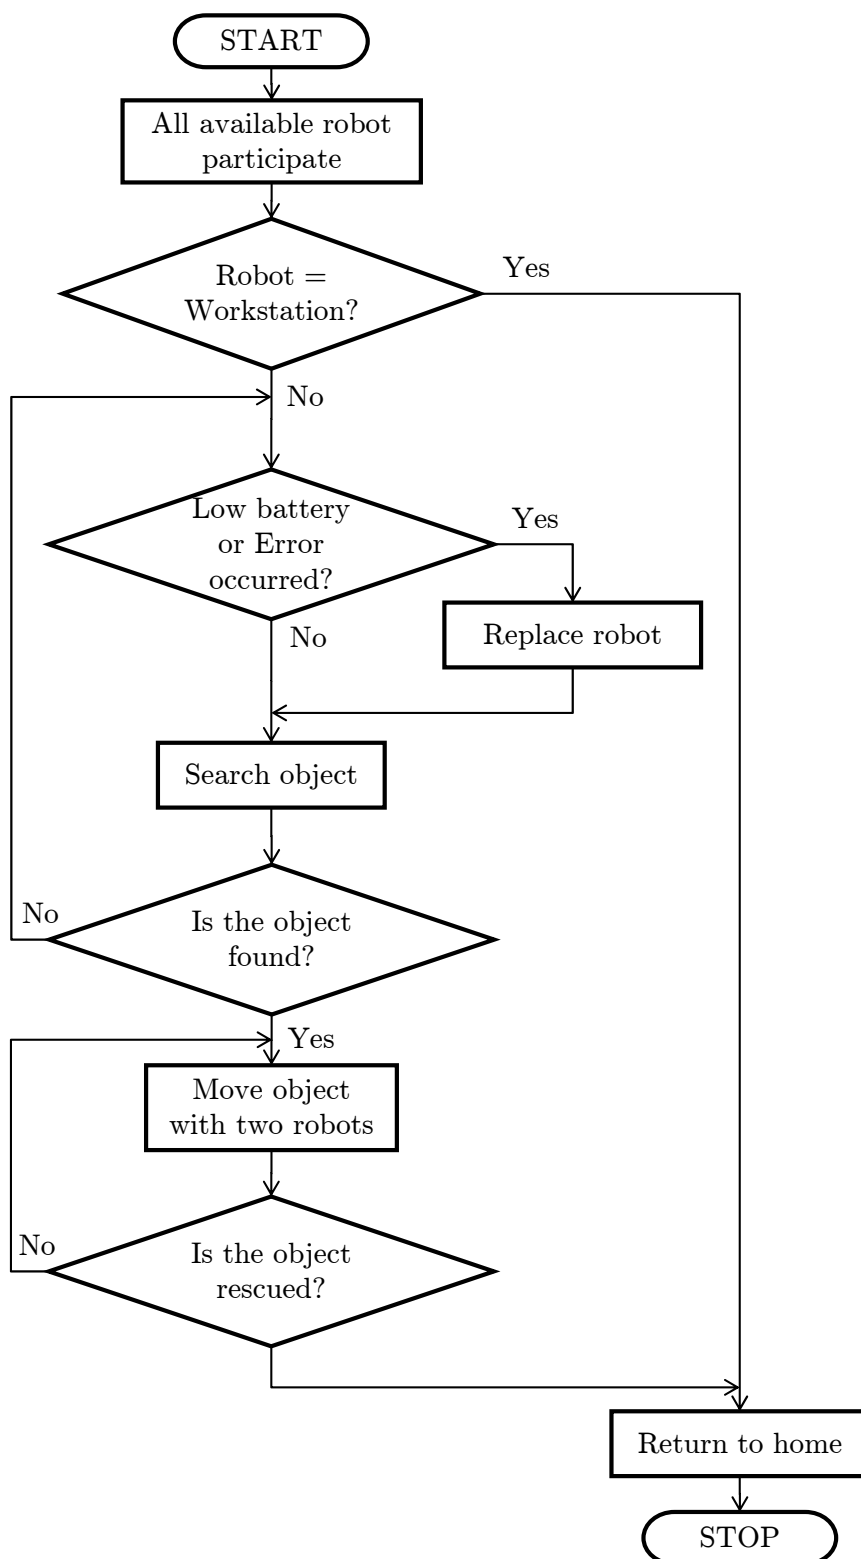 START
All available robot
participate
Robot =
Workstation?
Yes
No
Low battery
or Error
occurred?
Yes
No
Replace robot
Search object
Is the object
found?
No
Yes
Move object
with two robots
Is the object
rescued?
No
Return to home
STOP